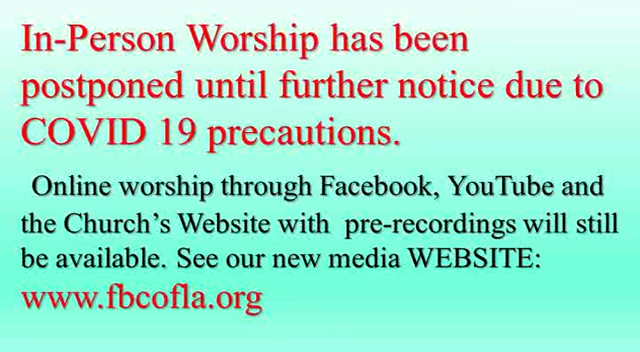 In-Person Worship has been
postponed until further notice due to
COVID 19 precautions.
Online worship through Facebook, YouTube and
the Church's Website with pre-recordings will still
be available. See our new media WEBSITE:
www.fbcofla.org